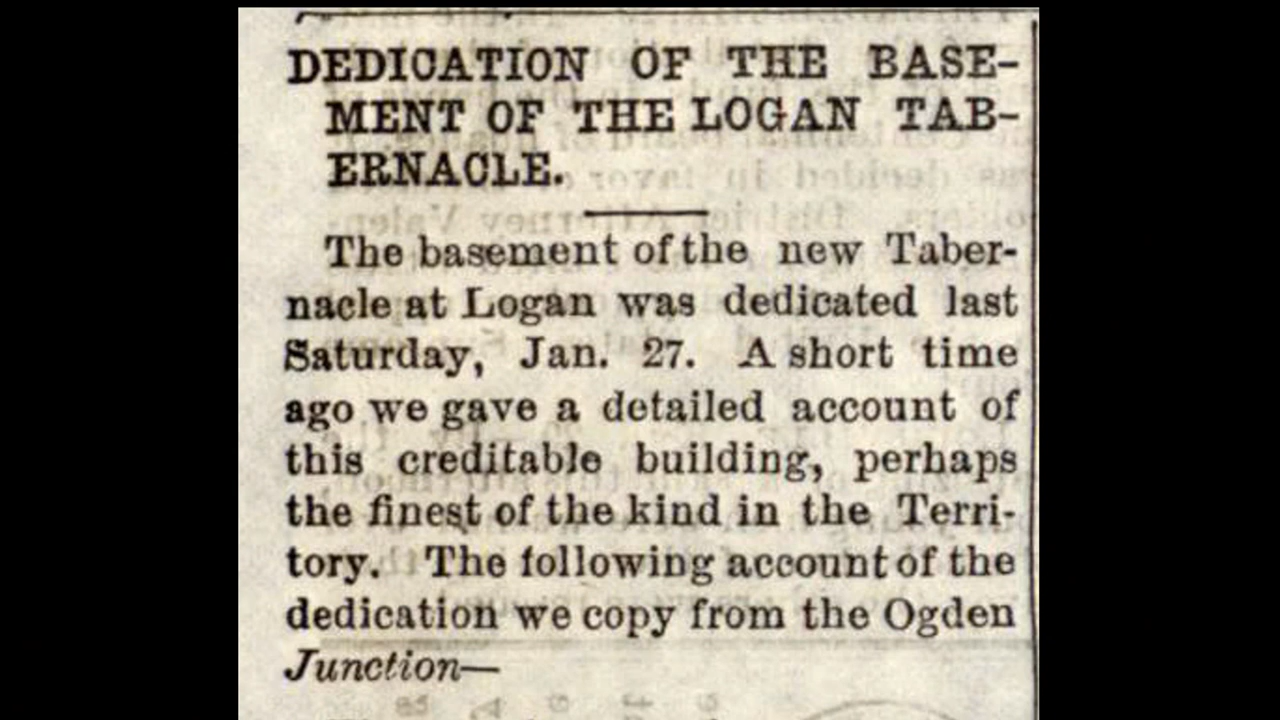 DEDICATION OF THE BASE-
MENT OF THE LOGAN TAB-
ERNACLE.
The basement of the new Taber-
nacle at Logan was dedicated last
Saturday, Jan. 27. A short time
ago we gave a detailed account of
this creditable building, perhaps
the finest of the kind in the Terri-
tory. The following account of the
dedication we copy from the Ogden
Junction—